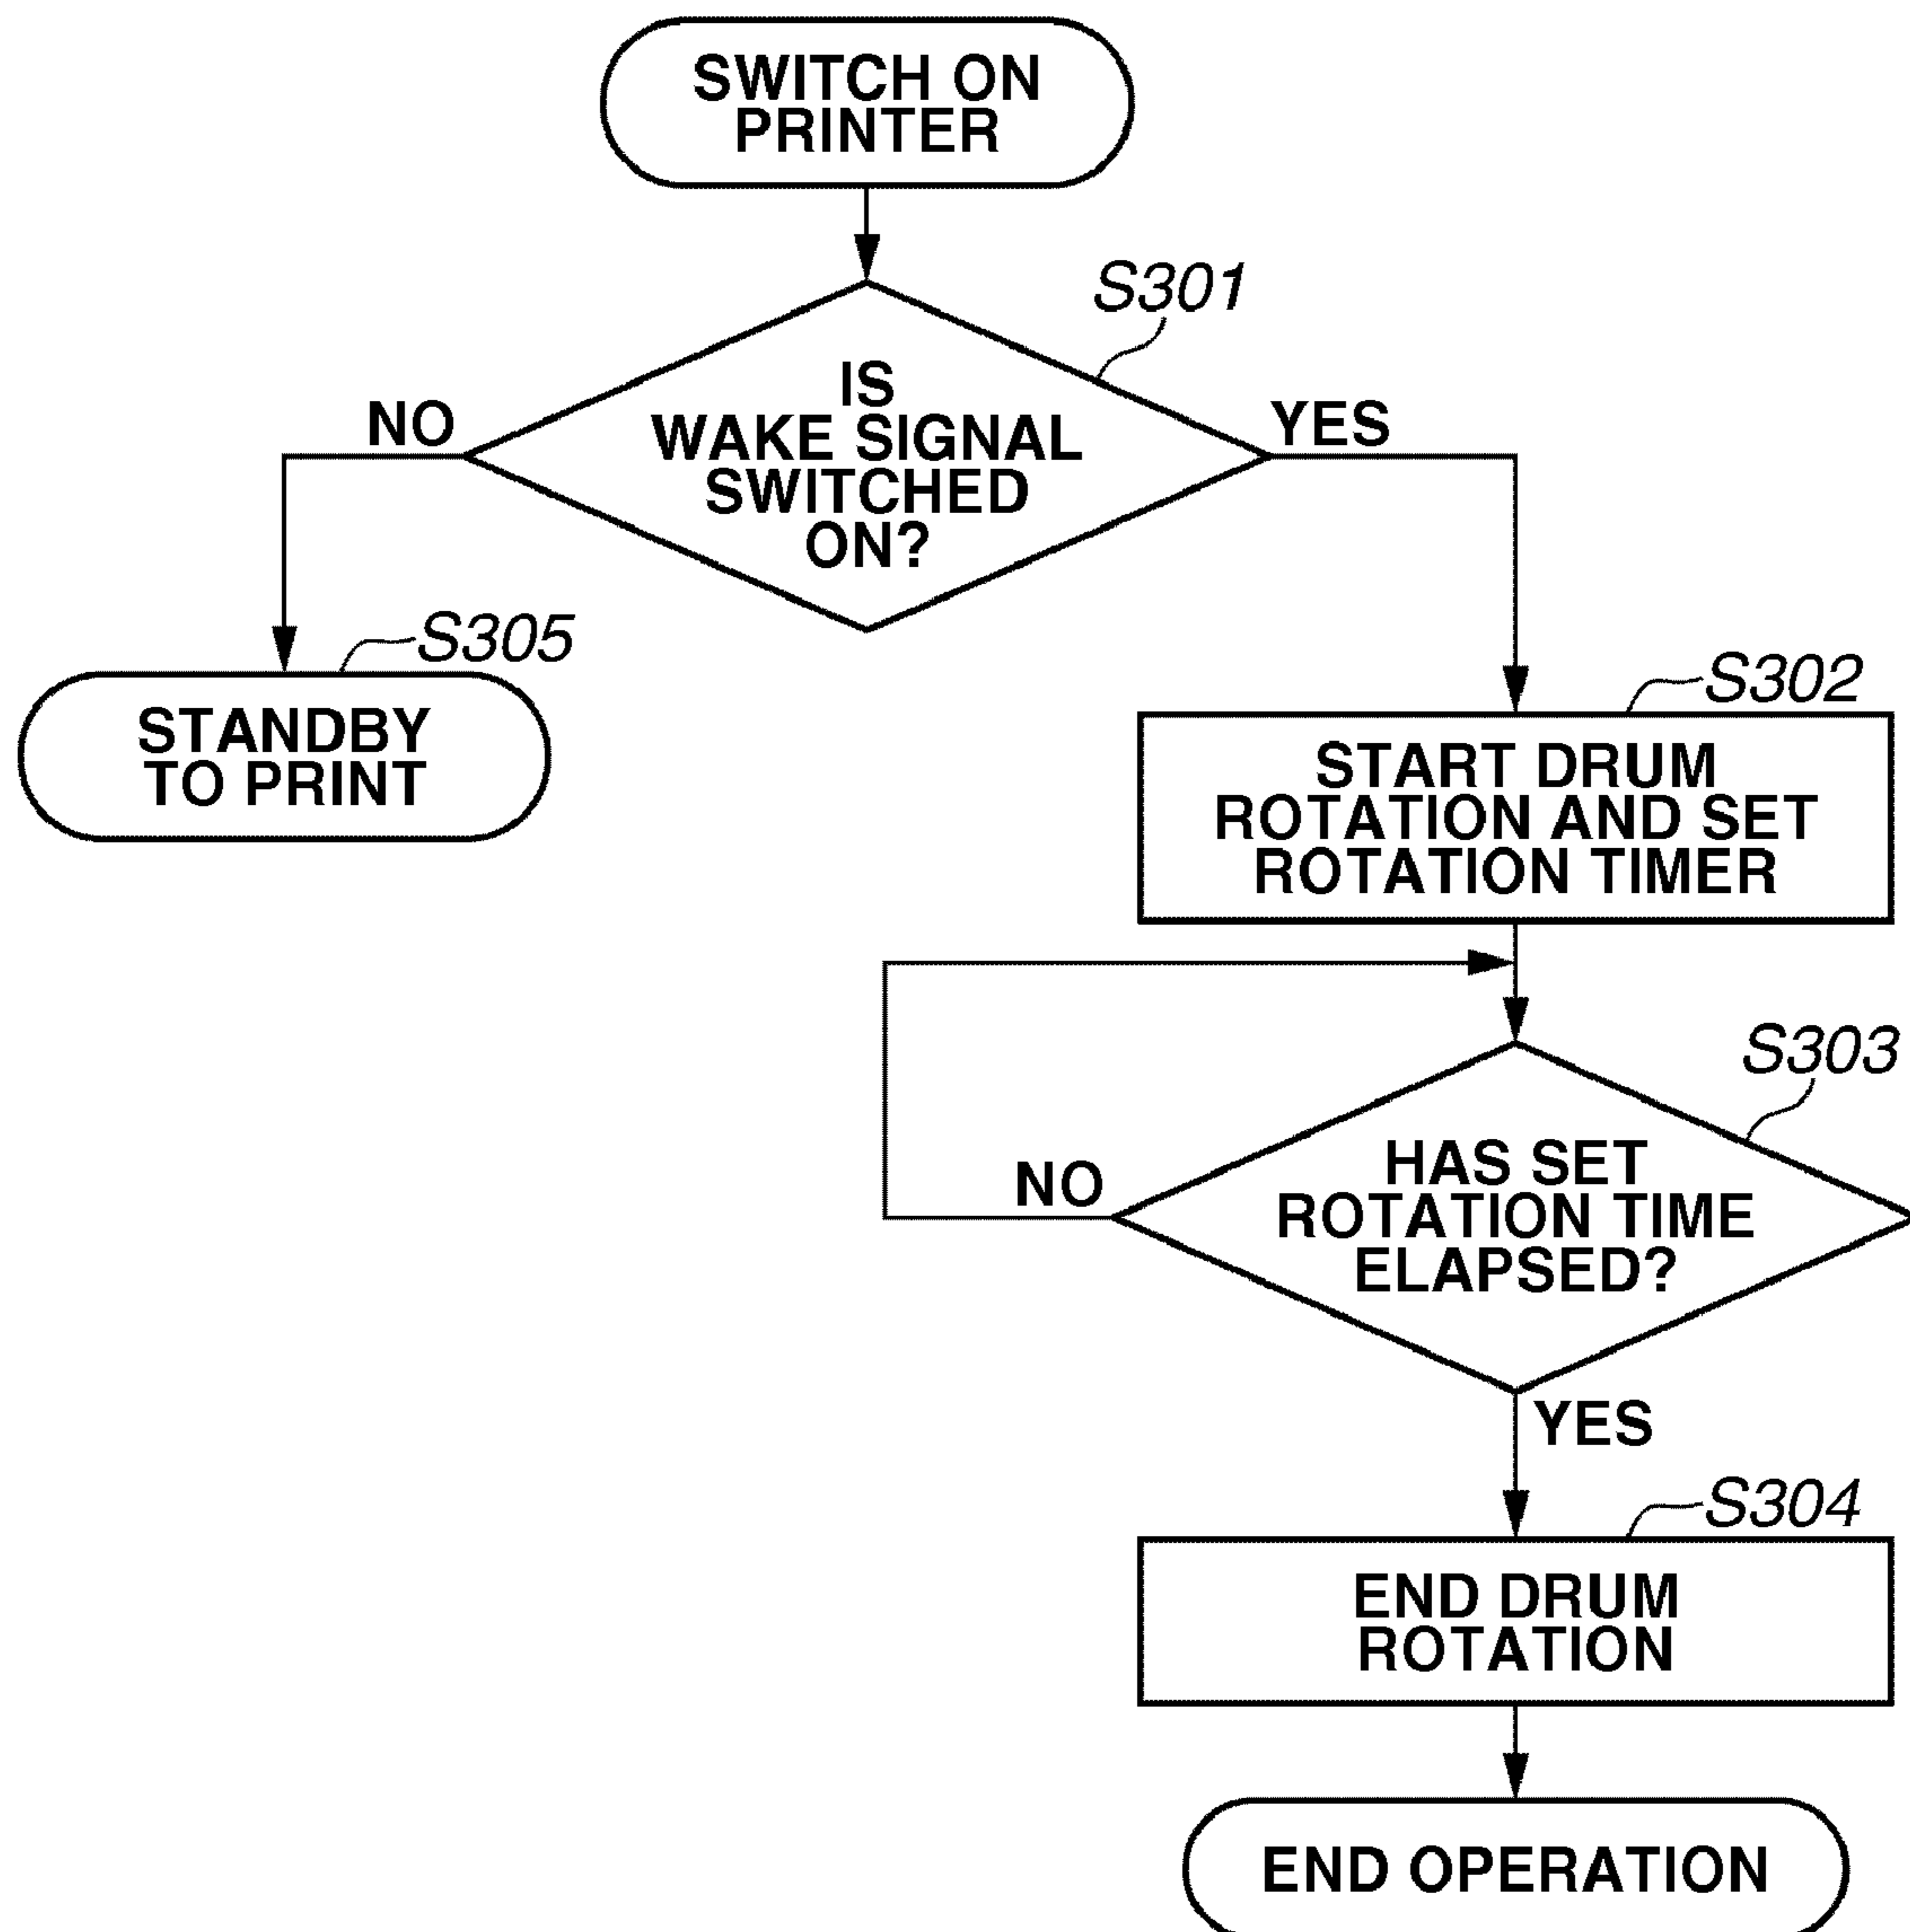 SWITCH ON
PRINTER
S301
IS
WAKE SIGNAL
SWITCHED
ON?
NO
YES
S305
STANDBY
TO PRINT
S302
START DRUM
ROTATION AND SET
ROTATION TIMER
S303
HAS SET
ROTATION TIME
ELAPSED?
NO
YES
S304
END DRUM
ROTATION
END OPERATION